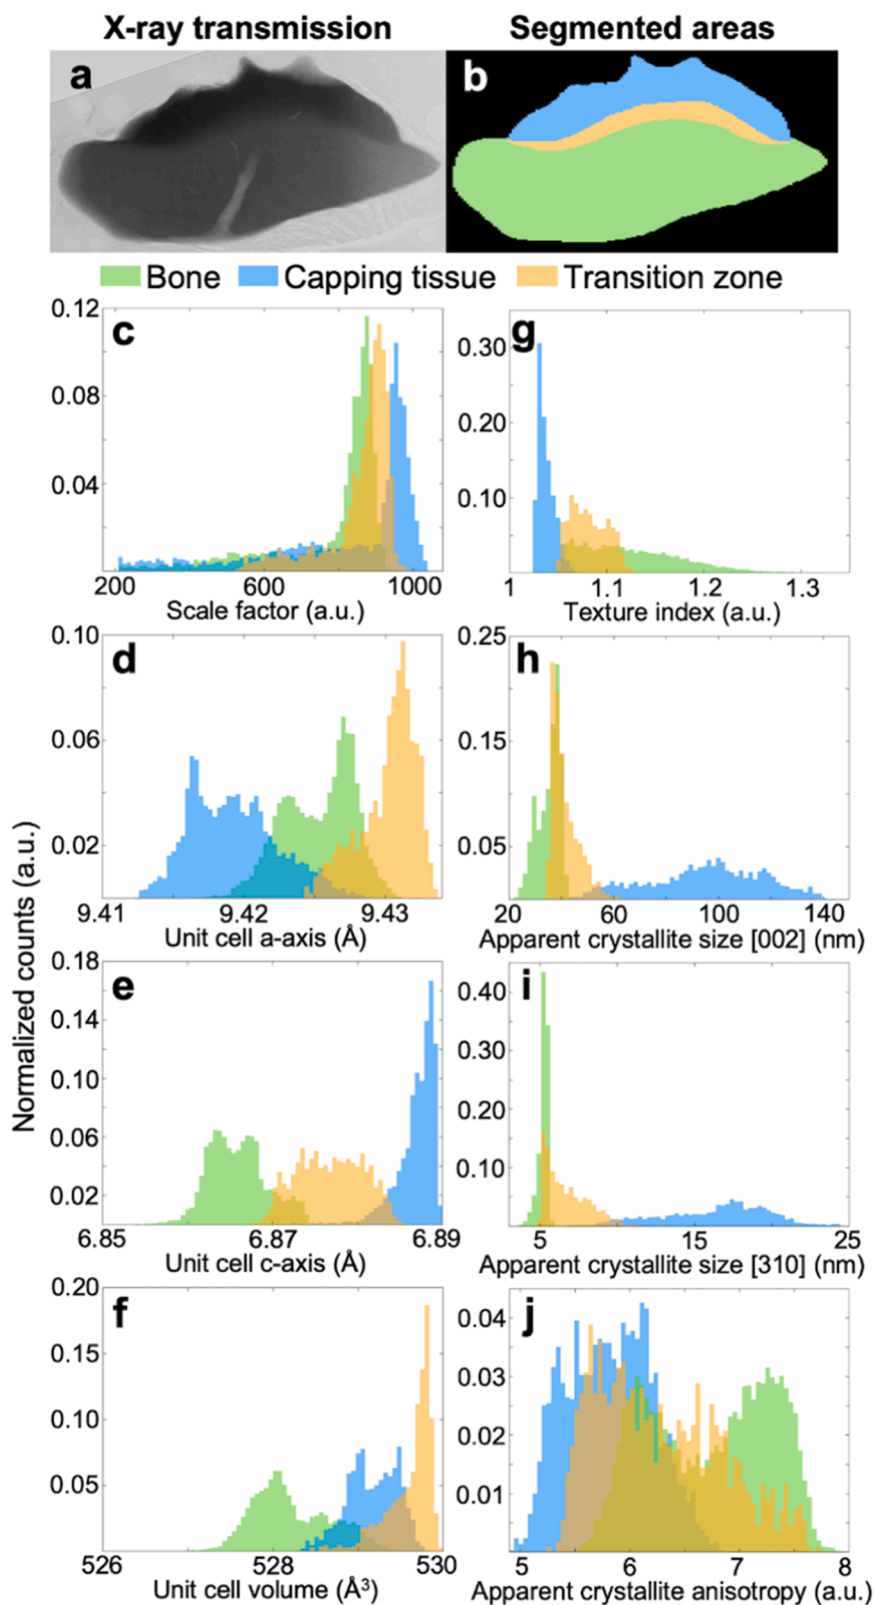 X-ray transmission Segmented areas
a b
Bone Capping tissue Transition zone
Normalized counts (a.u.)
c
0.12
0.08
0.04
200 600 1000
Scale factor (a.u.)
g
0.30
0.20
0.10
1 1.1 1.2 1.3
Texture index (a.u.)
d
0.10
0.06
0.02
9.41 9.42 9.43
Unit cell a-axis (Å)
h
0.25
0.15
0.05
20 60 100 140
Apparent crystallite size [002] (nm)
e
0.18
0.14
0.10
0.06
0.02
6.85 6.87 6.89
Unit cell c-axis (Å)
i
0.40
0.30
0.20
0.10
5 15 25
Apparent crystallite size [310] (nm)
f
0.20
0.15
0.10
0.05
526 528 530
Unit cell volume (Å³)
j
0.04
0.03
0.02
0.01
5 6 7 8
Apparent crystallite anisotropy (a.u.)